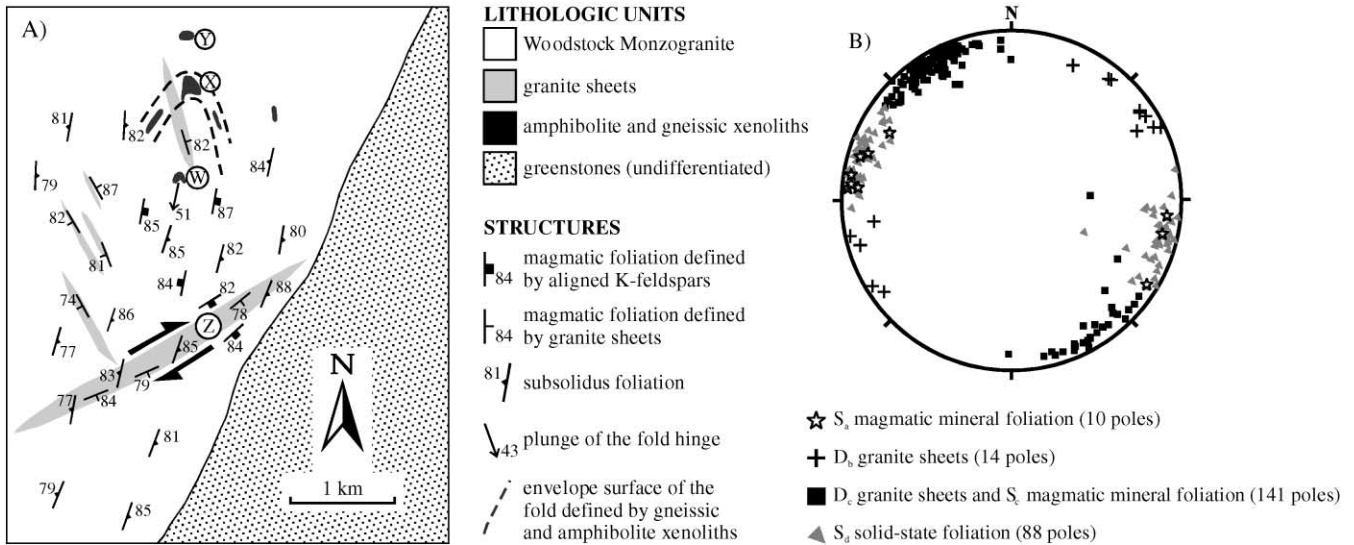 A)
Y
X
81
82
82
84
79
87
W
51
87
85
82
85
82
80
81
84
82
88
74
86
78
Z
77
85
84
83
79
77
84
81
79
85
N
1 km
LITHOLOGIC UNITS
Woodstock Monzogranite
granite sheets
amphibolite and gneissic xenoliths
greenstones (undifferentiated)
STRUCTURES
84
magmatic foliation defined
by aligned K-feldspars
84
magmatic foliation defined
by granite sheets
81
subsolidus foliation
43
plunge of the fold hinge
envelope surface of the
fold defined by gneissic
and amphibolite xenoliths
B)
N
Sa magmatic mineral foliation (10 poles)
Db granite sheets (14 poles)
Dc granite sheets and Sc magmatic mineral foliation (141 poles)
Sd solid-state foliation (88 poles)